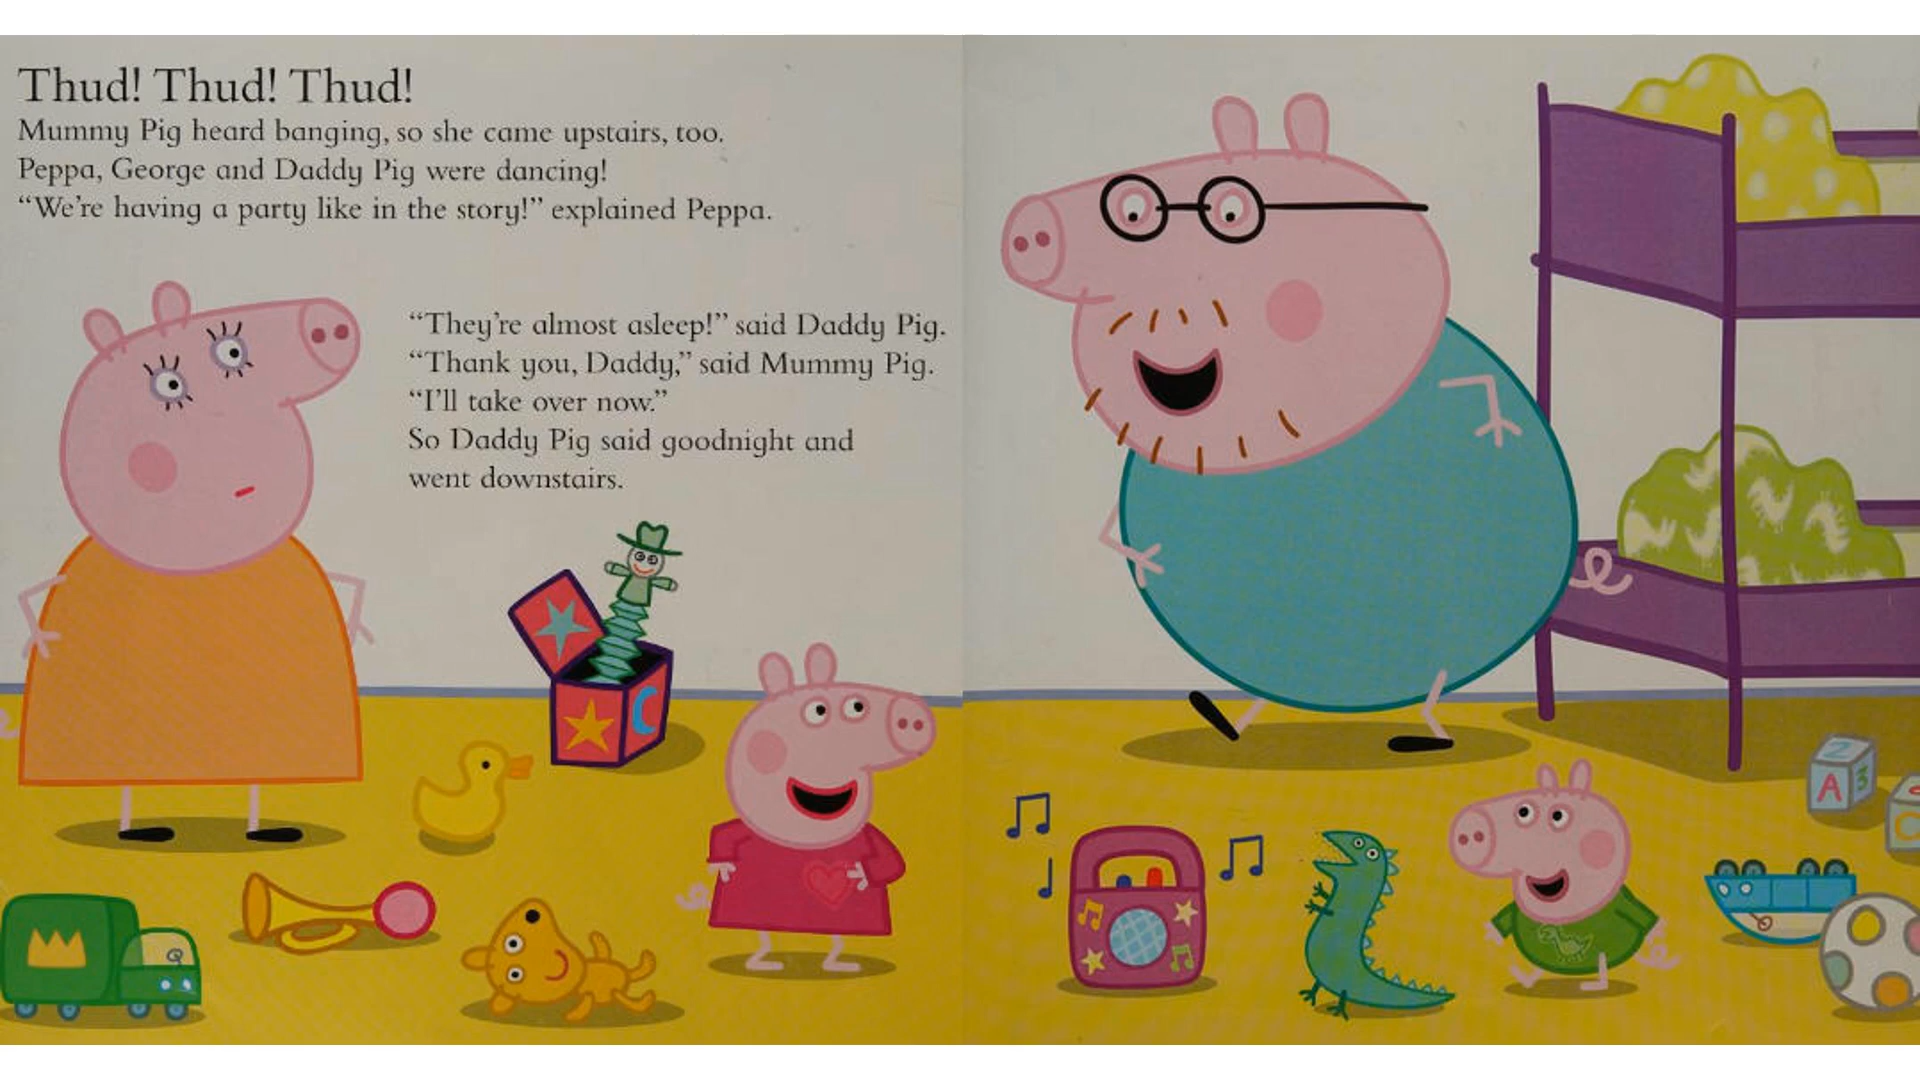 Thud! Thud! Thud!
Mummy Pig heard banging, so she came upstairs, too.
Peppa, George and Daddy Pig were dancing!
“We’re having a party like in the story!” explained Peppa.
“They’re almost asleep!” said Daddy Pig.
“Thank you, Daddy,” said Mummy Pig.
“I’ll take over now.”
So Daddy Pig said goodnight and
went downstairs.
2
A 3